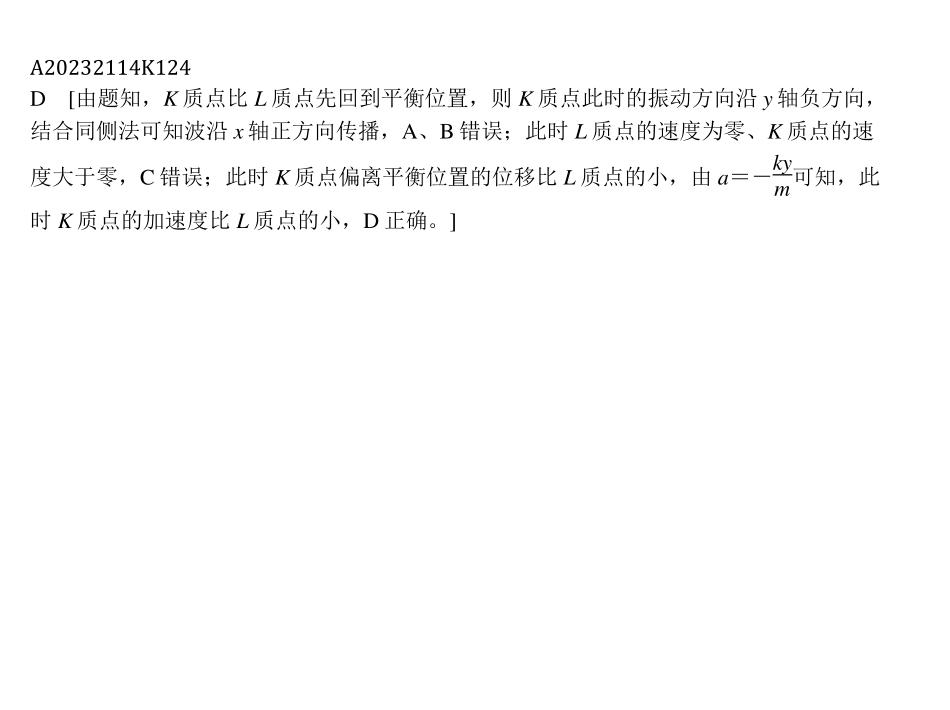 A20232114K124
D [由题知，K 质点比 L 质点先回到平衡位置，则 K 质点此时的振动方向沿 y 轴负方向，
结合同侧法可知波沿 x 轴正方向传播，A、B 错误；此时 L 质点的速度为零、K 质点的速
度大于零，C 错误；此时 K 质点偏离平衡位置的位移比 L 质点的小，由 a＝－ky/m可知，此
时 K 质点的加速度比 L 质点的小，D 正确。]